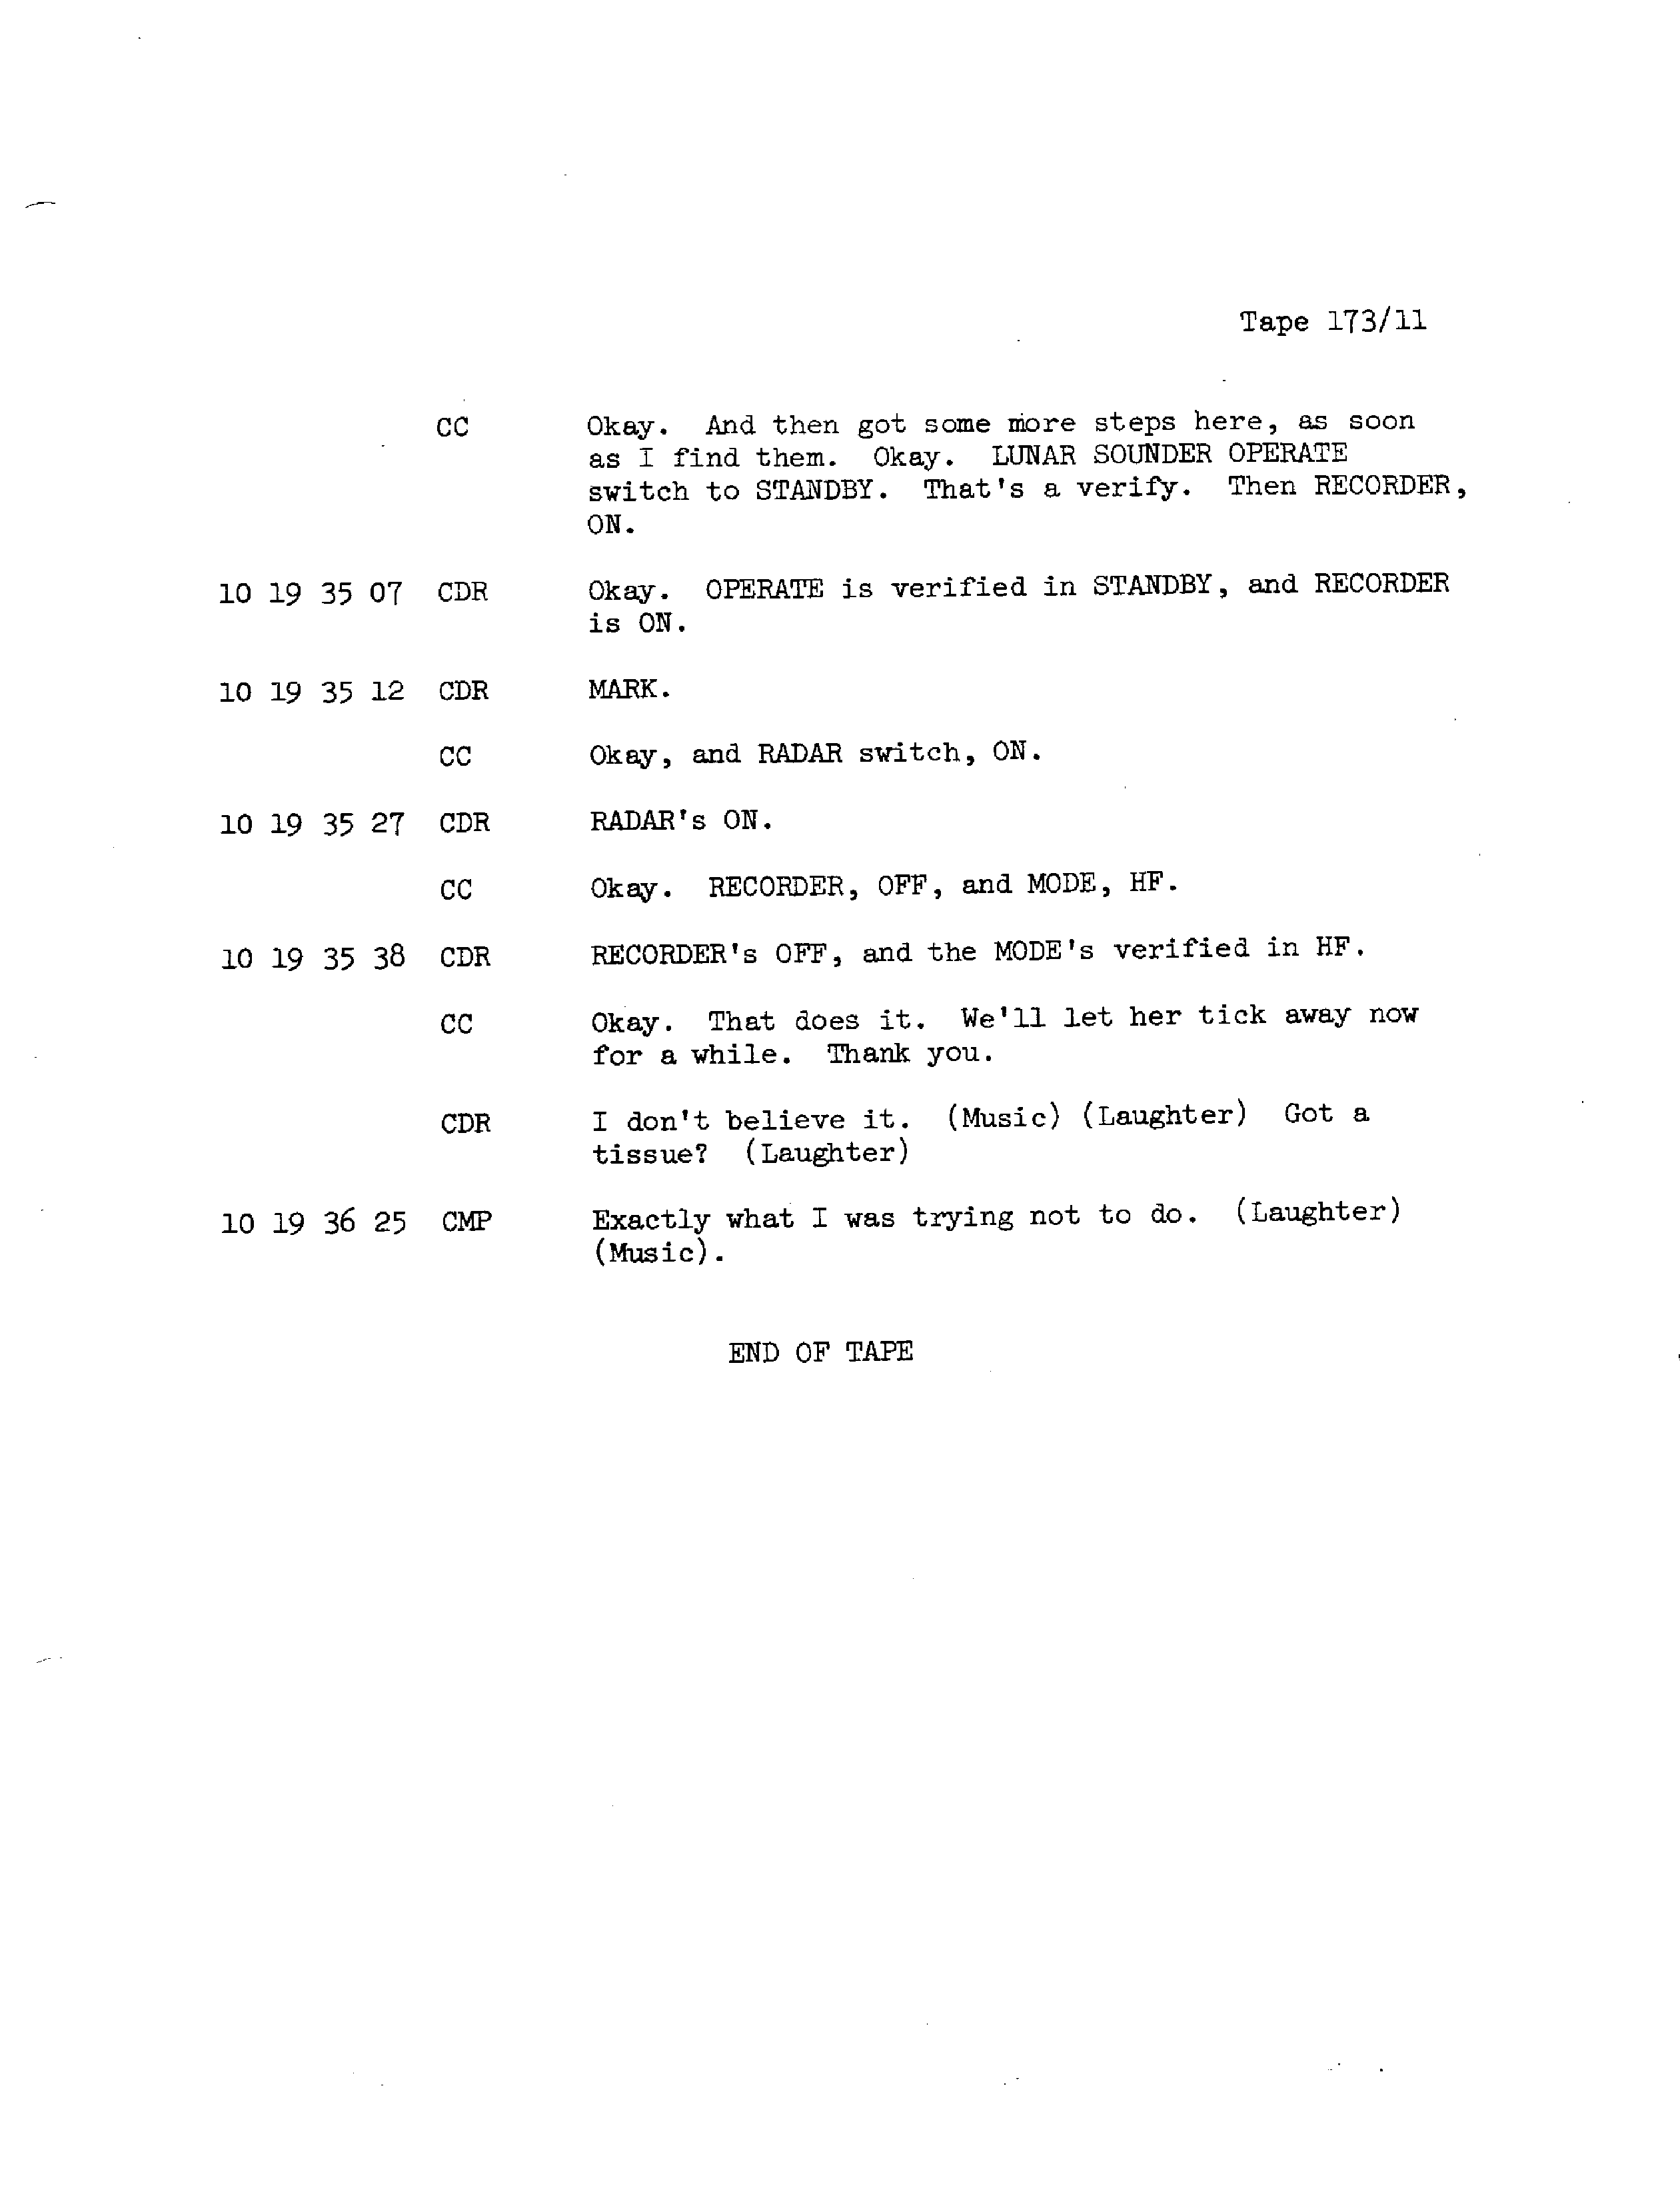 Tape 173/11
CC Okay. And then got some more steps here, as soon
as I find them. Okay. LUNAR SOUNDER OPERATE
switch to STANDBY. That's a verify. Then RECORDER,
ON.
10 19 35 07 CDR Okay. OPERATE is verified in STANDBY, and RECORDER
is ON.
10 19 35 12 CDR MARK.
CC Okay, and RADAR switch, ON.
10 19 35 27 CDR RADAR's ON.
CC Okay. RECORDER, OFF, and MODE, HF.
10 19 35 38 CDR RECORDER's OFF, and the MODE's verified in HF.
CC Okay. That does it. We'll let her tick away now
for a while. Thank you.
CDR I don't believe it. (Music) (Laughter) Got a
tissue? (Laughter)
10 19 36 25 CMP Exactly what I was trying not to do. (Laughter)
(Music).
END OF TAPE